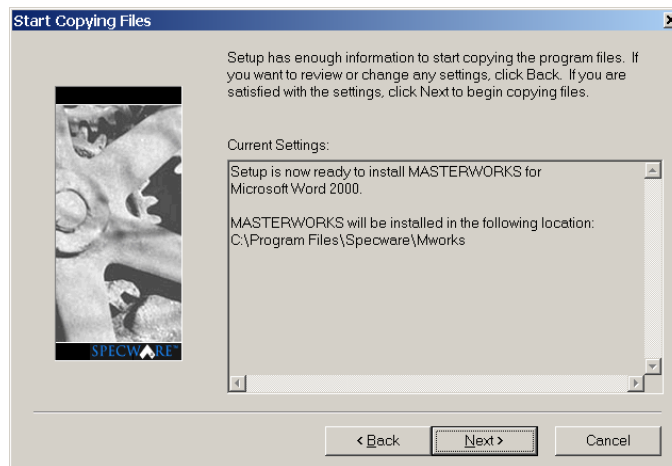 Start Copying Files
Setup has enough information to start copying the program files. If
you want to review or change any settings, click Back. If you are
satisfied with the settings, click Next to begin copying files.
Current Settings:
Setup is now ready to install MASTERWORKS for
Microsoft Word 2000.
MASTERWORKS will be installed in the following location:
C:\Program Files\Specware\Mworks
SPECWARE™
< Back
Next >
Cancel